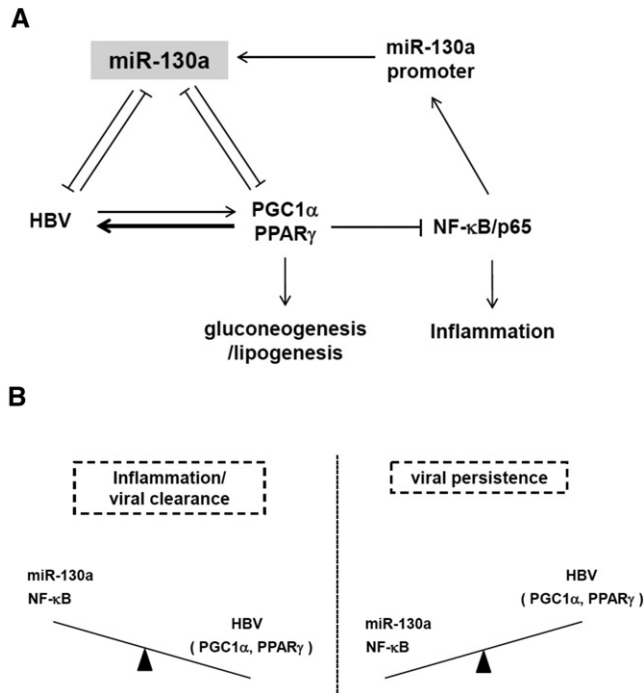 A
miR-130a
miR-130a
promoter
HBV
PGC1α
PPARγ
NF-κB/p65
gluconeogenesis
/lipogenesis
Inflammation
B
Inflammation/
viral clearance
viral persistence
miR-130a
NF-κB
HBV
( PGC1α, PPARγ )
HBV
( PGC1α, PPARγ )
miR-130a
NF-κB